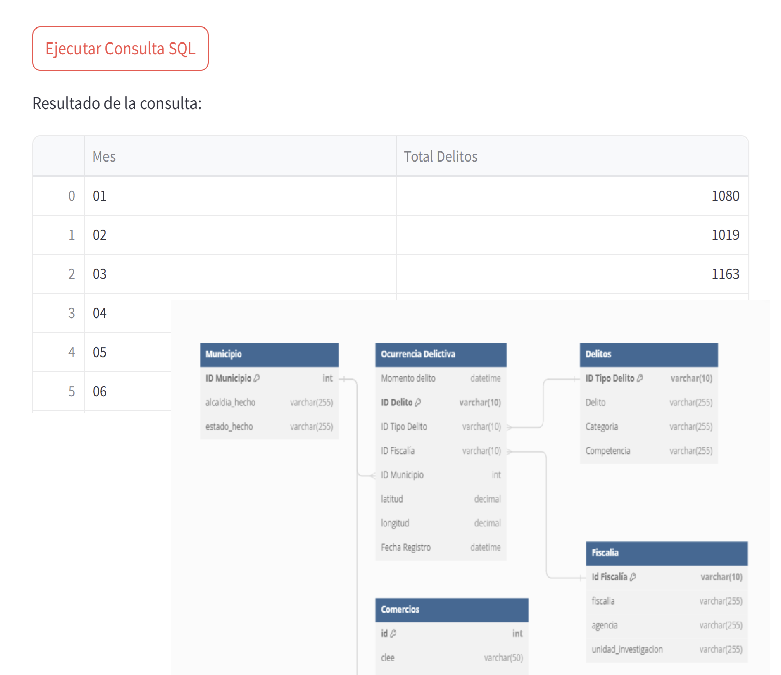 Ejecutar Consulta SQL
Resultado de la consulta:
Mes Total Delitos
0 01 1080
1 02 1019
2 03 1163
3 04
4 05
5 06
Municipio
ID Municipio int
alcaldia_hecho varchar(255)
estado_hecho varchar(255)
Ocurrencia Delictiva
Momento delito datetime
ID Delito varchar(10)
ID Tipo Delito varchar(10)
ID Fiscalia varchar(10)
ID Municipio int
latitud decimal
longitud decimal
Fecha Registro datetime
Delitos
ID Tipo Delito varchar(10)
Delito varchar(255)
Categoria varchar(255)
Competencia varchar(255)
Fiscalia
Id Fiscalía varchar(10)
fiscalia varchar(255)
agencia varchar(255)
unidad_investigacion varchar(255)
Comercios
id int
clee varchar(50)